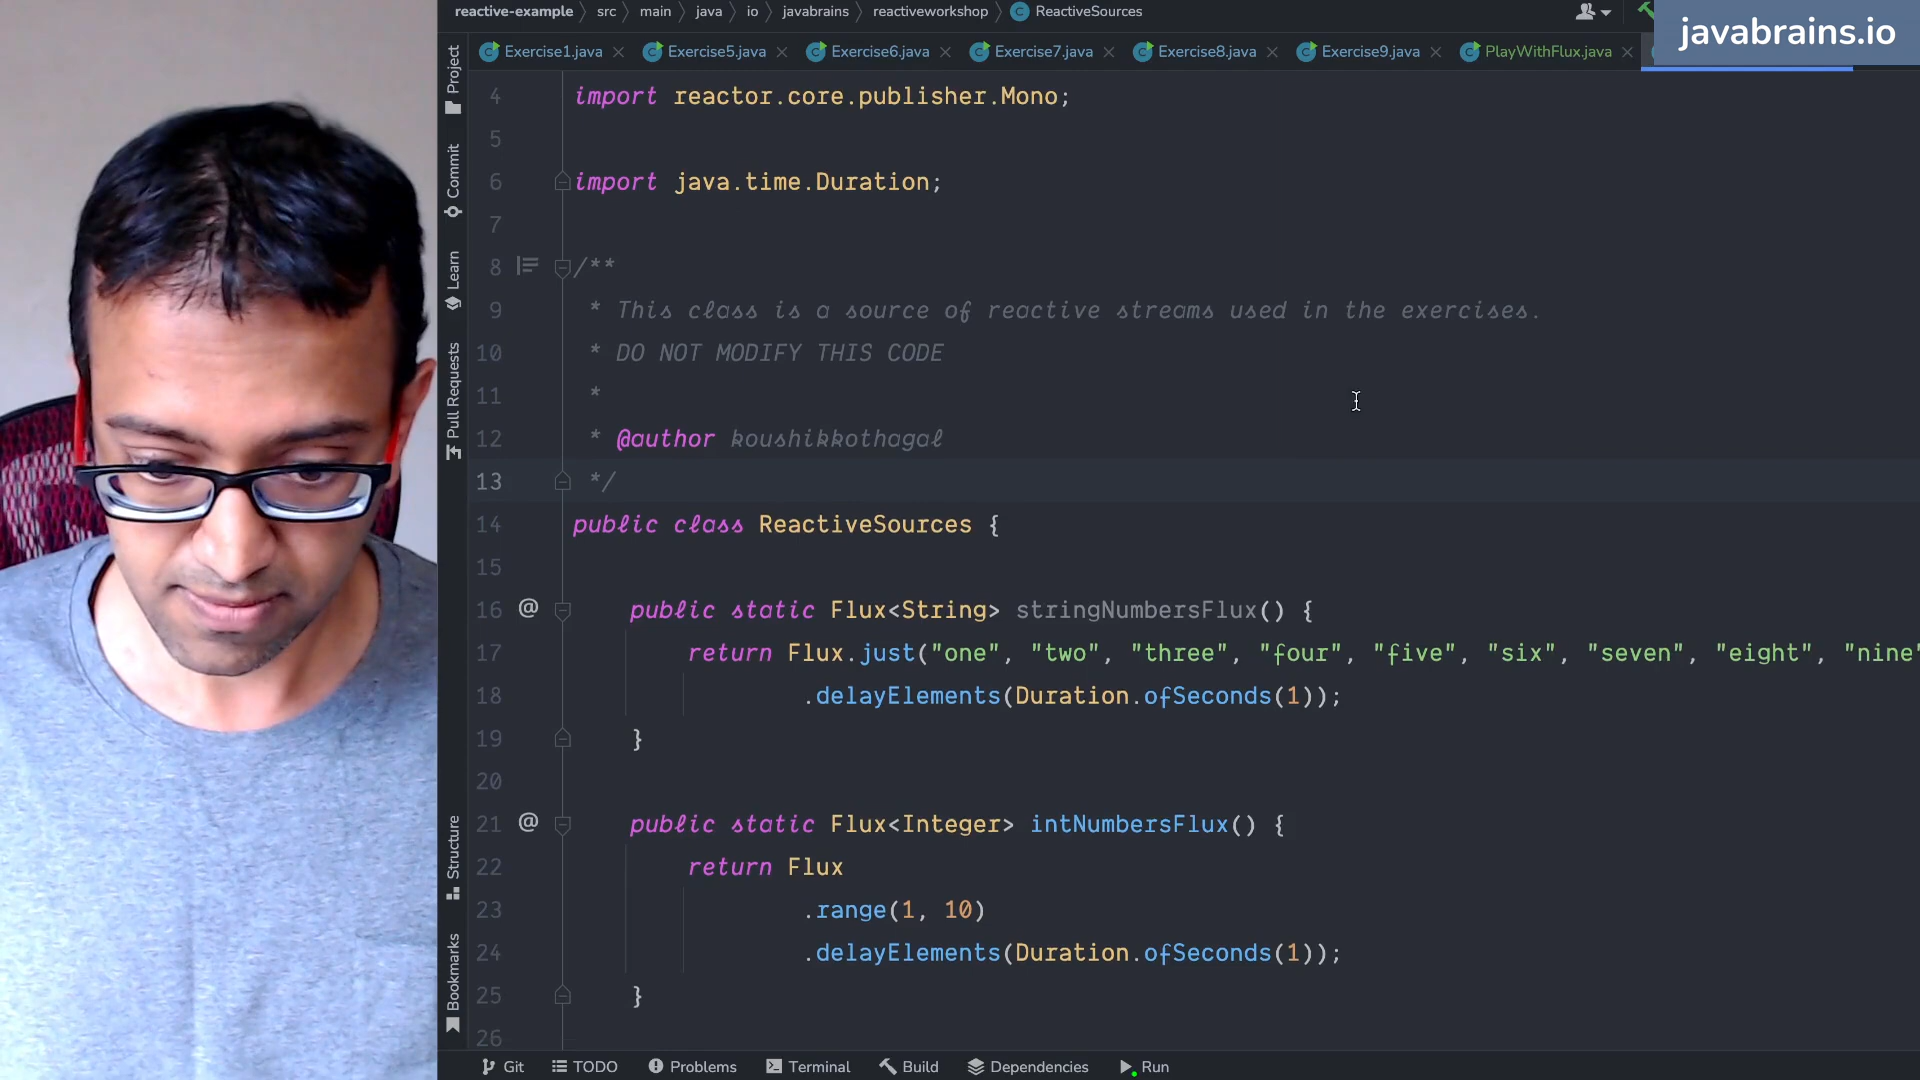 javabrains.io
reactive-example src main java io javabrains reactiveworkshop ReactiveSources
Exercise1.java Exercise5.java Exercise6.java Exercise7.java Exercise8.java Exercise9.java PlayWithFlux.java
Project
Commit
Learn
Pull Requests
Structure
Bookmarks
4 import reactor.core.publisher.Mono;
5
6 import java.time.Duration;
7
8 /**
9 * This class is a source of reactive streams used in the exercises.
10 * DO NOT MODIFY THIS CODE
11 *
12 * @author koushikkothagal
13 */
14 public class ReactiveSources {
15
16 @ public static Flux<String> stringNumbersFlux() {
17 return Flux.just("one", "two", "three", "four", "five", "six", "seven", "eight", "nine"
18 .delayElements(Duration.ofSeconds(1));
19 }
20
21 @ public static Flux<Integer> intNumbersFlux() {
22 return Flux
23 .range(1, 10)
24 .delayElements(Duration.ofSeconds(1));
25 }
26
Git TODO Problems Terminal Build Dependencies Run